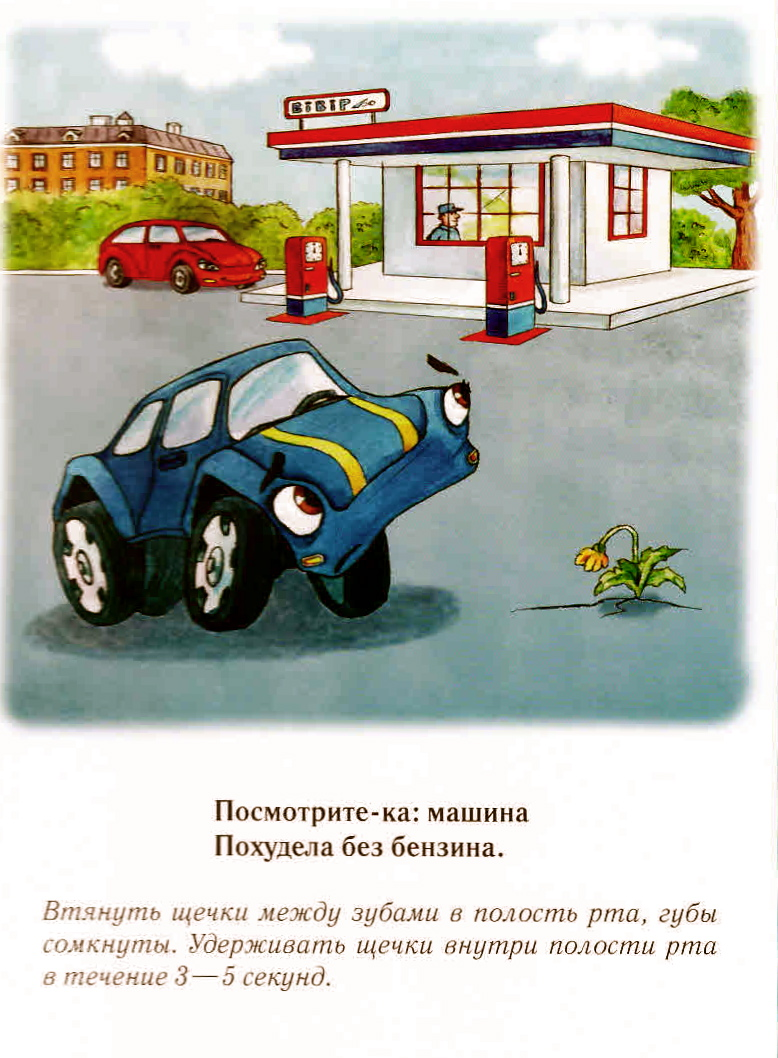 BIBIP
Посмотрите-ка: машина
Похудела без бензина.
Втянуть щечки между зубами в полость рта, губы
сомкнуты. Удерживать щечки внутри полости рта
в течение 3—5 секунд.